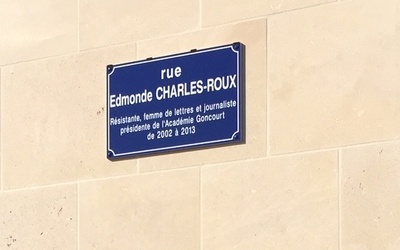 rue
Edmonde CHARLES-ROUX
Résistante, femme de lettres et journaliste
présidente de l'Académie Goncourt
de 2002 à 2013